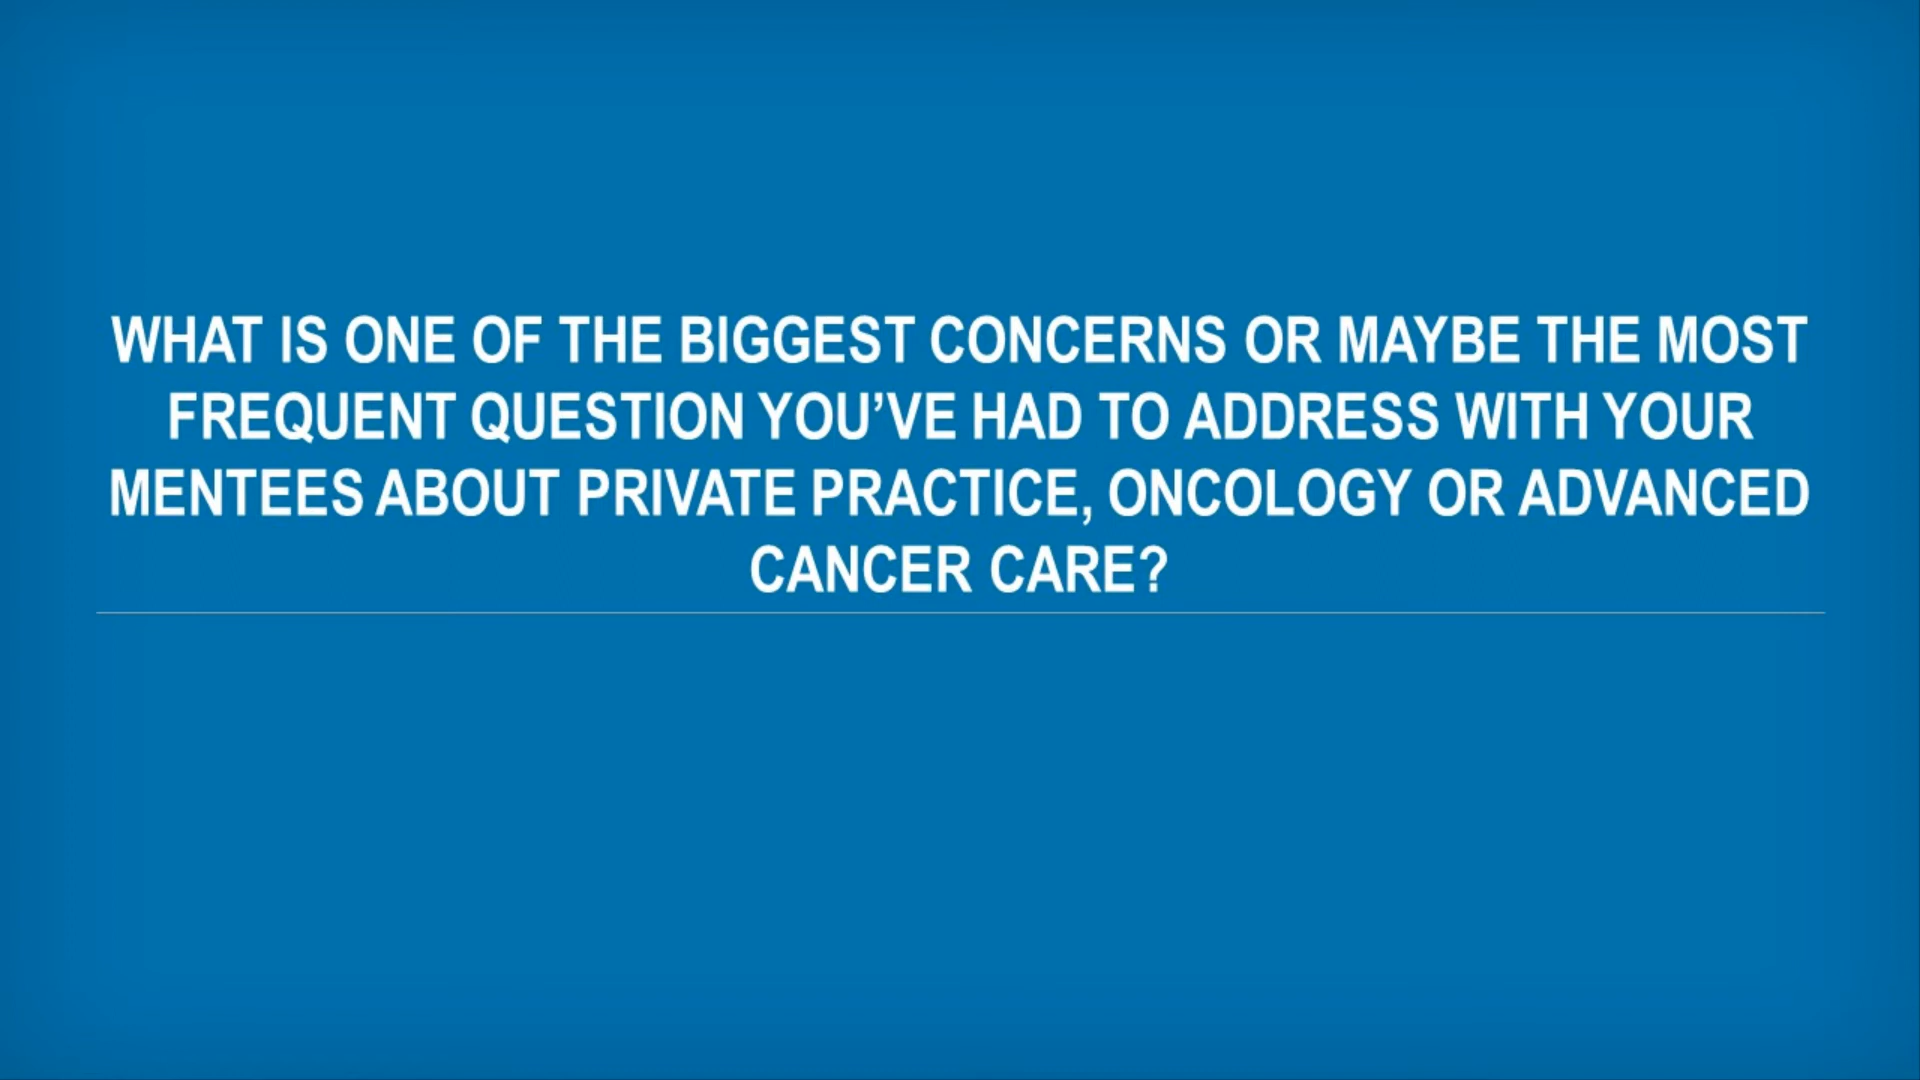 WHAT IS ONE OF THE BIGGEST CONCERNS OR MAYBE THE MOST
FREQUENT QUESTION YOU’VE HAD TO ADDRESS WITH YOUR
MENTEES ABOUT PRIVATE PRACTICE, ONCOLOGY OR ADVANCED
CANCER CARE?